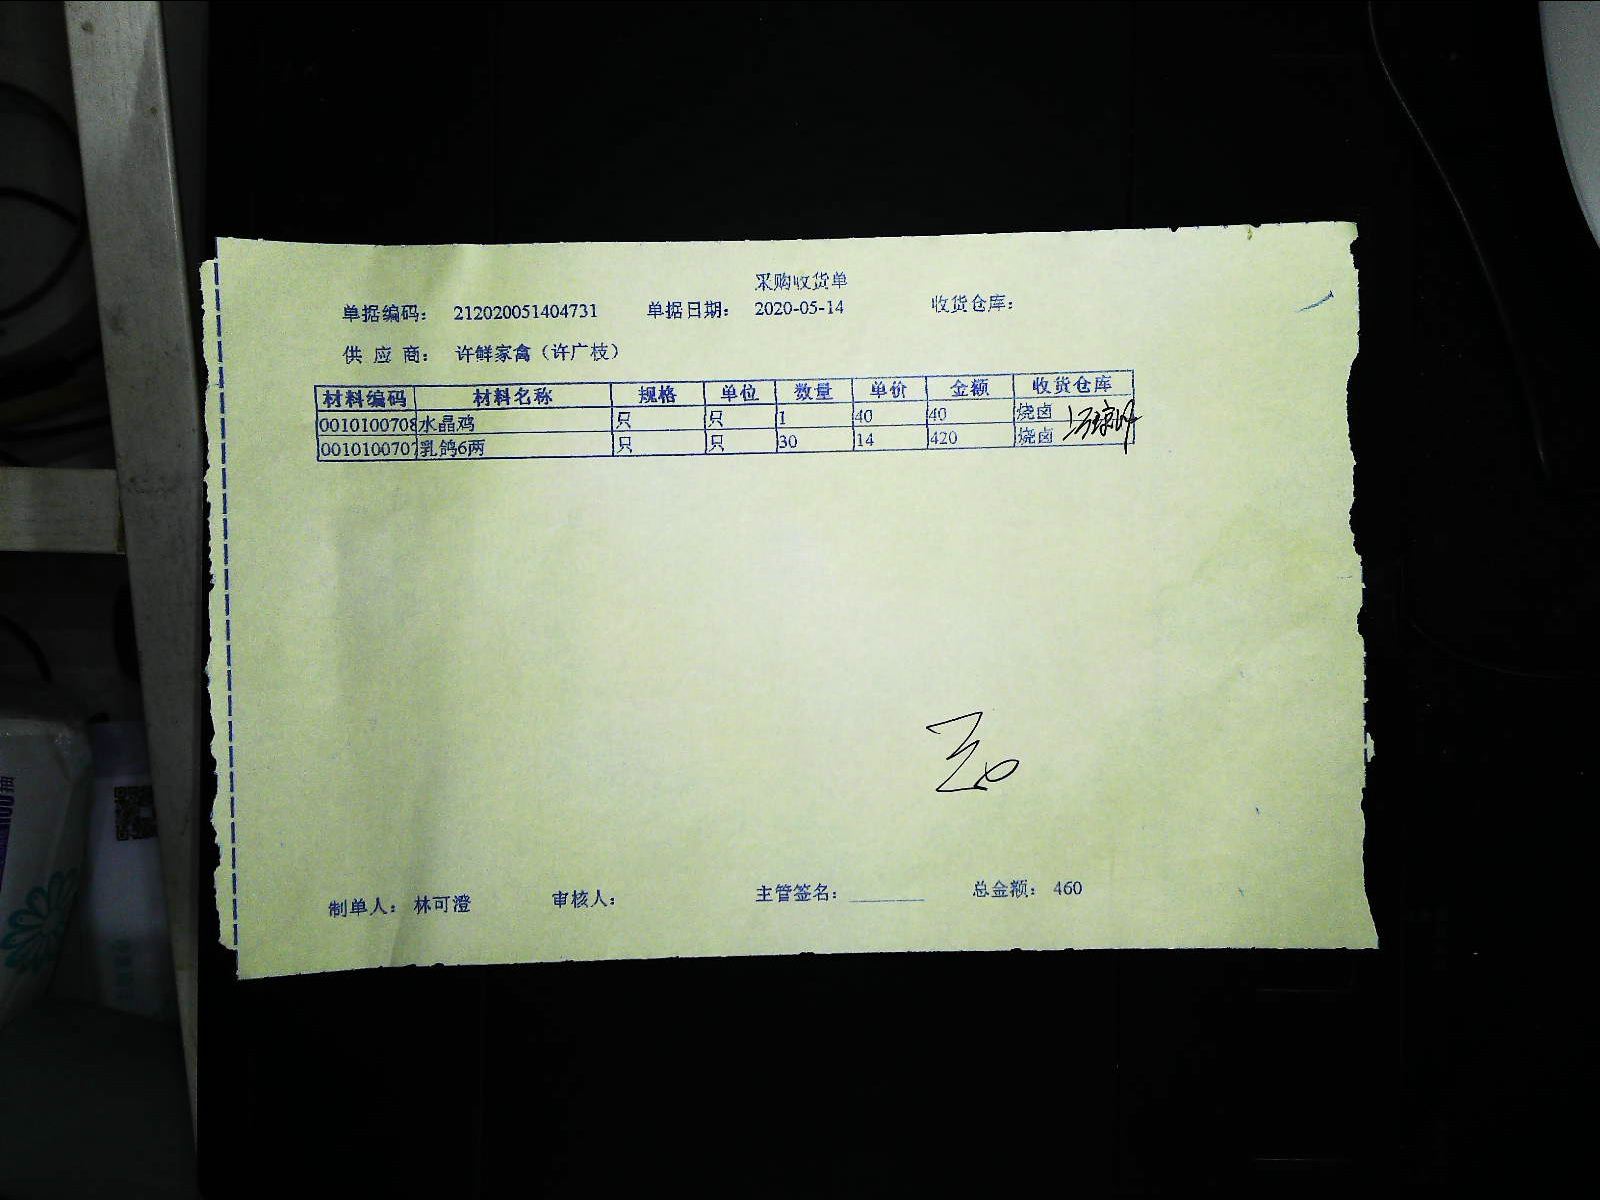 采购收货单
单据编码： 212020051404731 单据日期： 2020-05-14 收货仓库：
供 应 商： 许鲜家禽（许广枝）
材料编码 材料名称 规格 单位 数量 单价 金额 收货仓库
0010100708 水晶鸡 只 只 1 40 40 烧卤
0010100707 乳鸽6两 只 只 30 14 420 烧卤
制单人： 林可澄 审核人： 主管签名： 总金额： 460